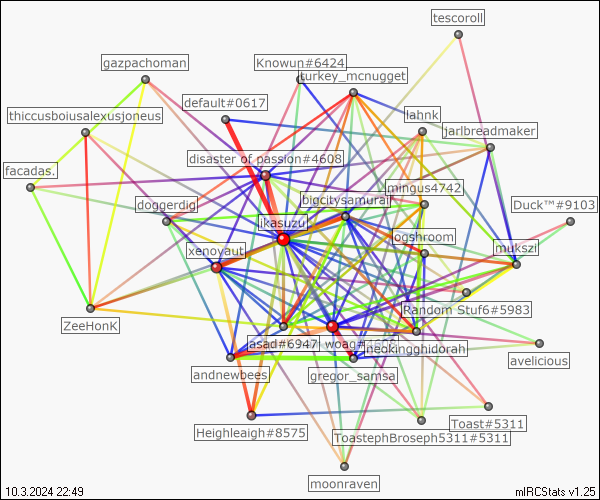 tescoroll
gazpachoman
Knowun#6424
turkey_mcnugget
default#0617
thiccusboiusalexusjoneus
lahnk
jarlbreadmaker
disaster of passion#4608
facadas.
mingus4742
doggerdig
bigcitysamurai
Duck™#9103
ikasuzu
ogshroom
xenoyaut
mukszi
Random Stuf6#5983
ZeeHonK
asad#6947
woag#
neokingghidorah
avelicious
andnewbees
gregor_samsa
Toast#5311
Heighleaigh#8575
ToastephBroseph5311#5311
moonraven
10.3.2024 22:49
mIRCStats v1.25